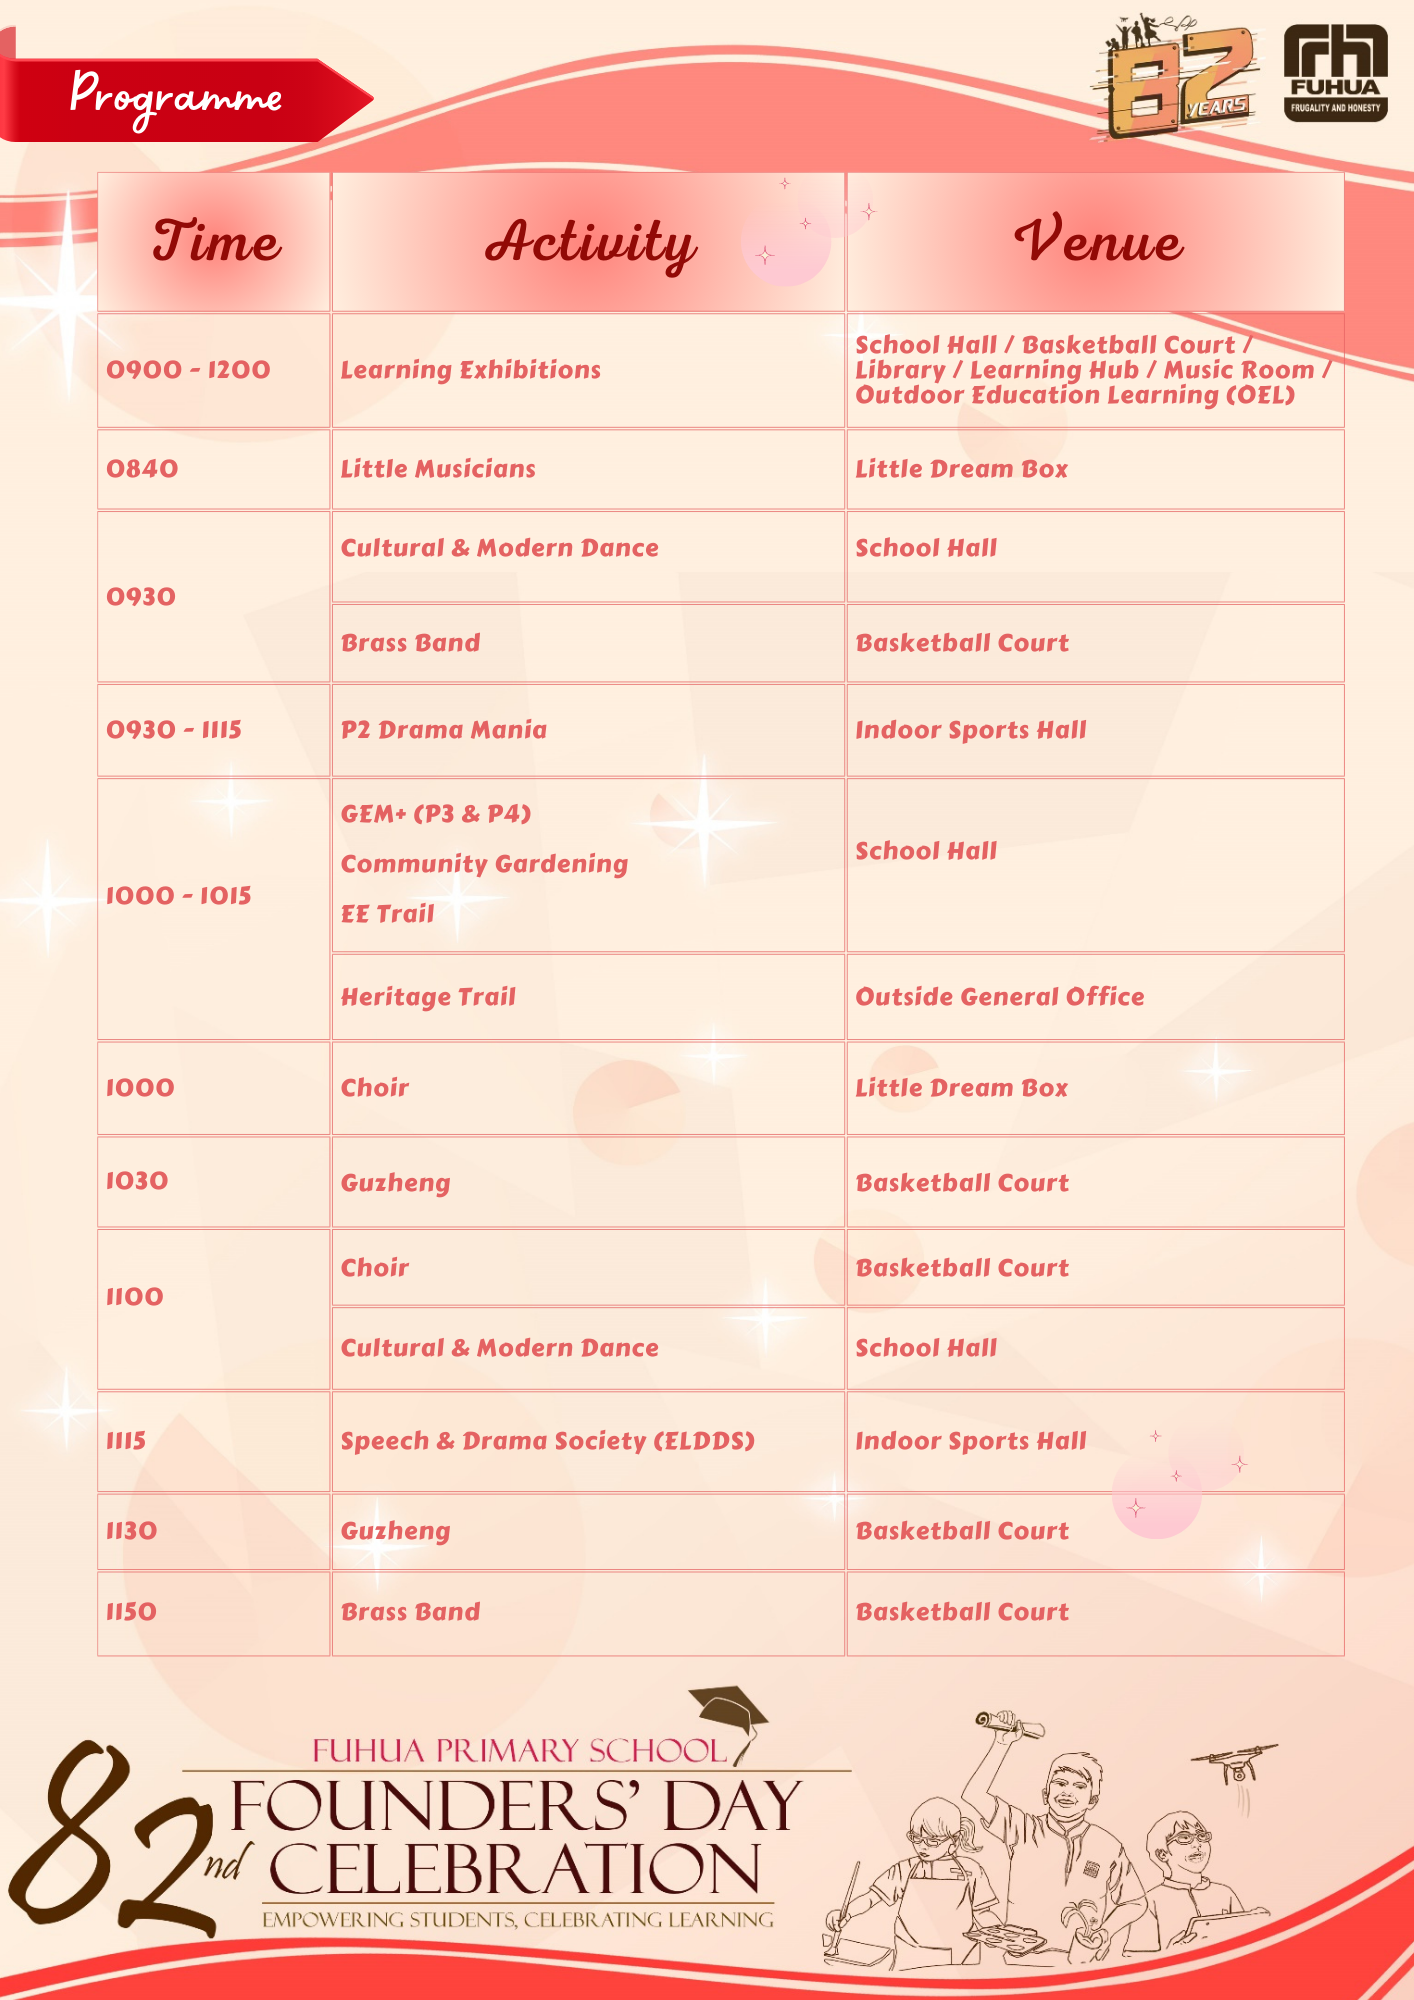 Programme
82
YEARS
FUHUA
FRUGALITY AND HONESTY
Time
Activity
Venue
0900 - 1200
Learning Exhibitions
School Hall / Basketball Court /
Library / Learning Hub / Music Room /
Outdoor Education Learning (OEL)
0840
Little Musicians
Little Dream Box
0930
Cultural & Modern Dance
School Hall
Brass Band
Basketball Court
0930 - 1115
P2 Drama Mania
Indoor Sports Hall
1000 - 1015
GEM+ (P3 & P4)
Community Gardening
EE Trail
School Hall
Heritage Trail
Outside General Office
1000
Choir
Little Dream Box
1030
Guzheng
Basketball Court
1100
Choir
Basketball Court
Cultural & Modern Dance
School Hall
1115
Speech & Drama Society (ELDDS)
Indoor Sports Hall
1130
Guzheng
Basketball Court
1150
Brass Band
Basketball Court
FUHUA PRIMARY SCHOOL
82nd
FOUNDERS' DAY
CELEBRATION
EMPOWERING STUDENTS, CELEBRATING LEARNING